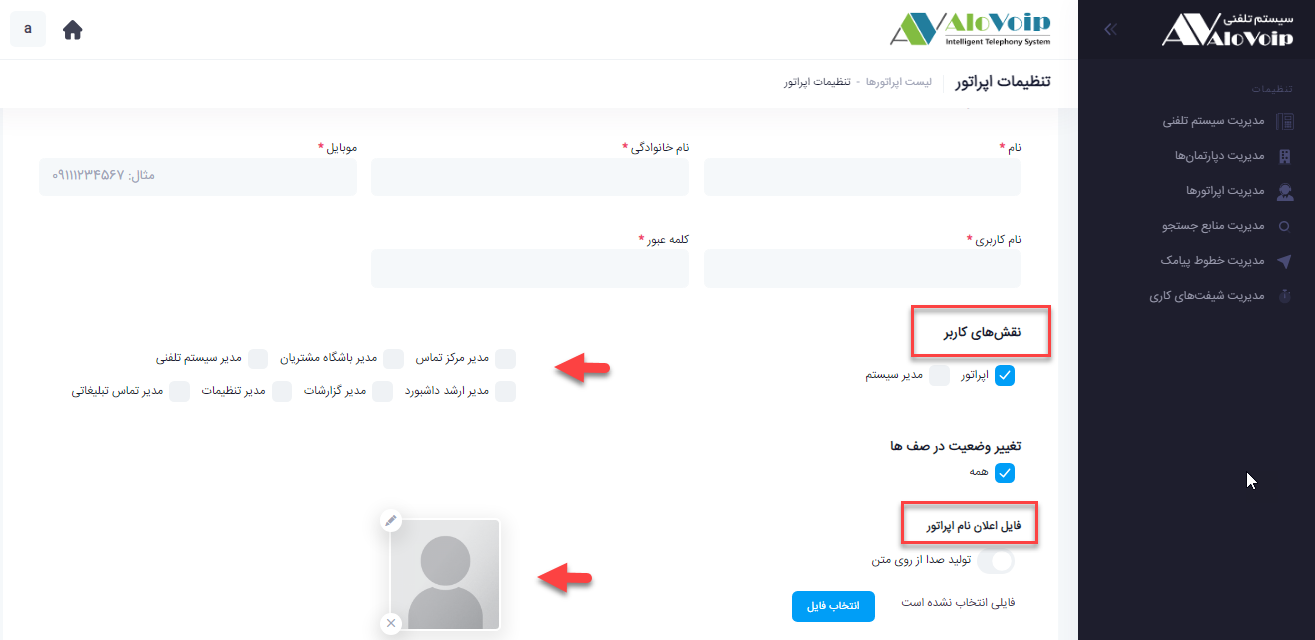 سیستم تلفنی
AloVoip
تنظیمات
مدیریت سیستم تلفنی
مدیریت دپارتمان‌ها
مدیریت اپراتورها
مدیریت منابع جستجو
مدیریت خطوط پیامک
مدیریت شیفت‌های کاری
AloVoip
Intelligent Telephony System
a
تنظیمات اپراتور
لیست اپراتورها - تنظیمات اپراتور
نام * نام خانوادگی * موبایل *
مثال: ۰۹۱۱۱۲۳۴۵۶۷
نام کاربری * کلمه عبور *
نقش‌های کاربر
اپراتور مدیر سیستم
مدیر مرکز تماس مدیر باشگاه مشتریان مدیر سیستم تلفنی
مدیر ارشد داشبورد مدیر گزارشات مدیر تنظیمات مدیر تماس تبلیغاتی
تغییر وضعیت در صف ها
همه
فایل اعلان نام اپراتور
تولید صدا از روی متن
فایلی انتخاب نشده است انتخاب فایل